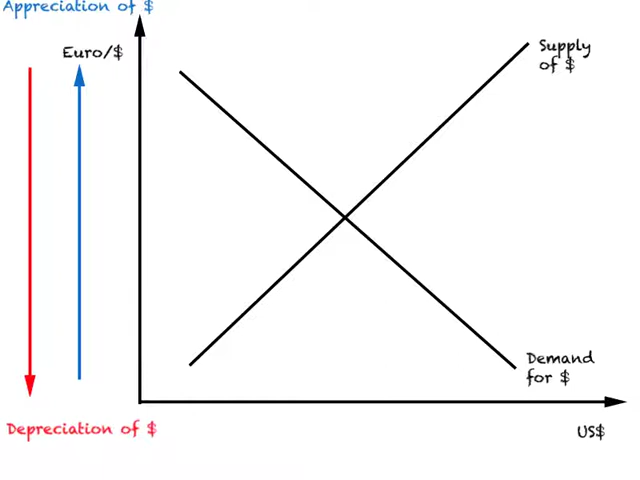 Appreciation of $
Euro/$
Supply
of $
Demand
for $
Depreciation of $
US$